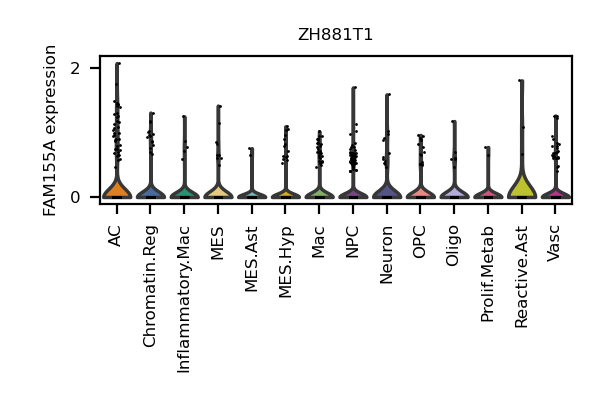 ZH881T1
FAM155A expression
2
0
AC
Chromatin.Reg
Inflammatory.Mac
MES
MES.Ast
MES.Hyp
Mac
NPC
Neuron
OPC
Oligo
Prolif.Metab
Reactive.Ast
Vasc